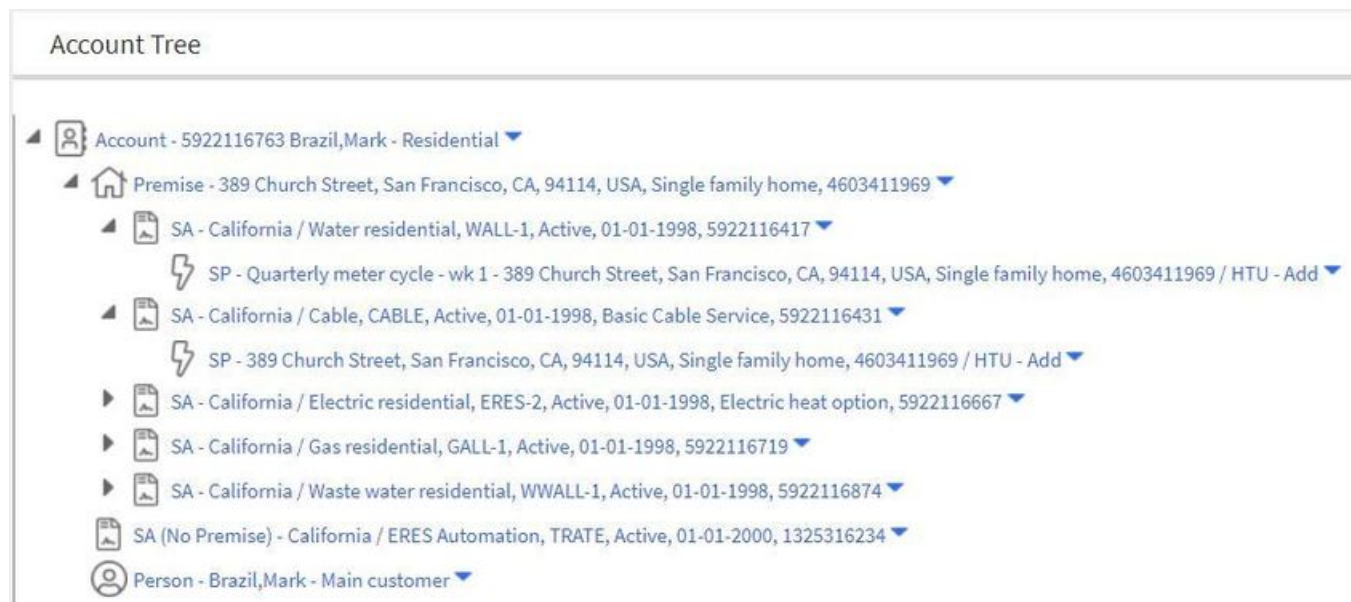 Account Tree
Account - 5922116763 Brazil,Mark - Residential
Premise - 389 Church Street, San Francisco, CA, 94114, USA, Single family home, 4603411969
SA - California / Water residential, WALL-1, Active, 01-01-1998, 5922116417
SP - Quarterly meter cycle - wk 1 - 389 Church Street, San Francisco, CA, 94114, USA, Single family home, 4603411969 / HTU - Add
SA - California / Cable, CABLE, Active, 01-01-1998, Basic Cable Service, 5922116431
SP - 389 Church Street, San Francisco, CA, 94114, USA, Single family home, 4603411969 / HTU - Add
SA - California / Electric residential, ERES-2, Active, 01-01-1998, Electric heat option, 5922116667
SA - California / Gas residential, GALL-1, Active, 01-01-1998, 5922116719
SA - California / Waste water residential, WWALL-1, Active, 01-01-1998, 5922116874
SA (No Premise) - California / ERES Automation, TRATE, Active, 01-01-2000, 1325316234
Person - Brazil,Mark - Main customer